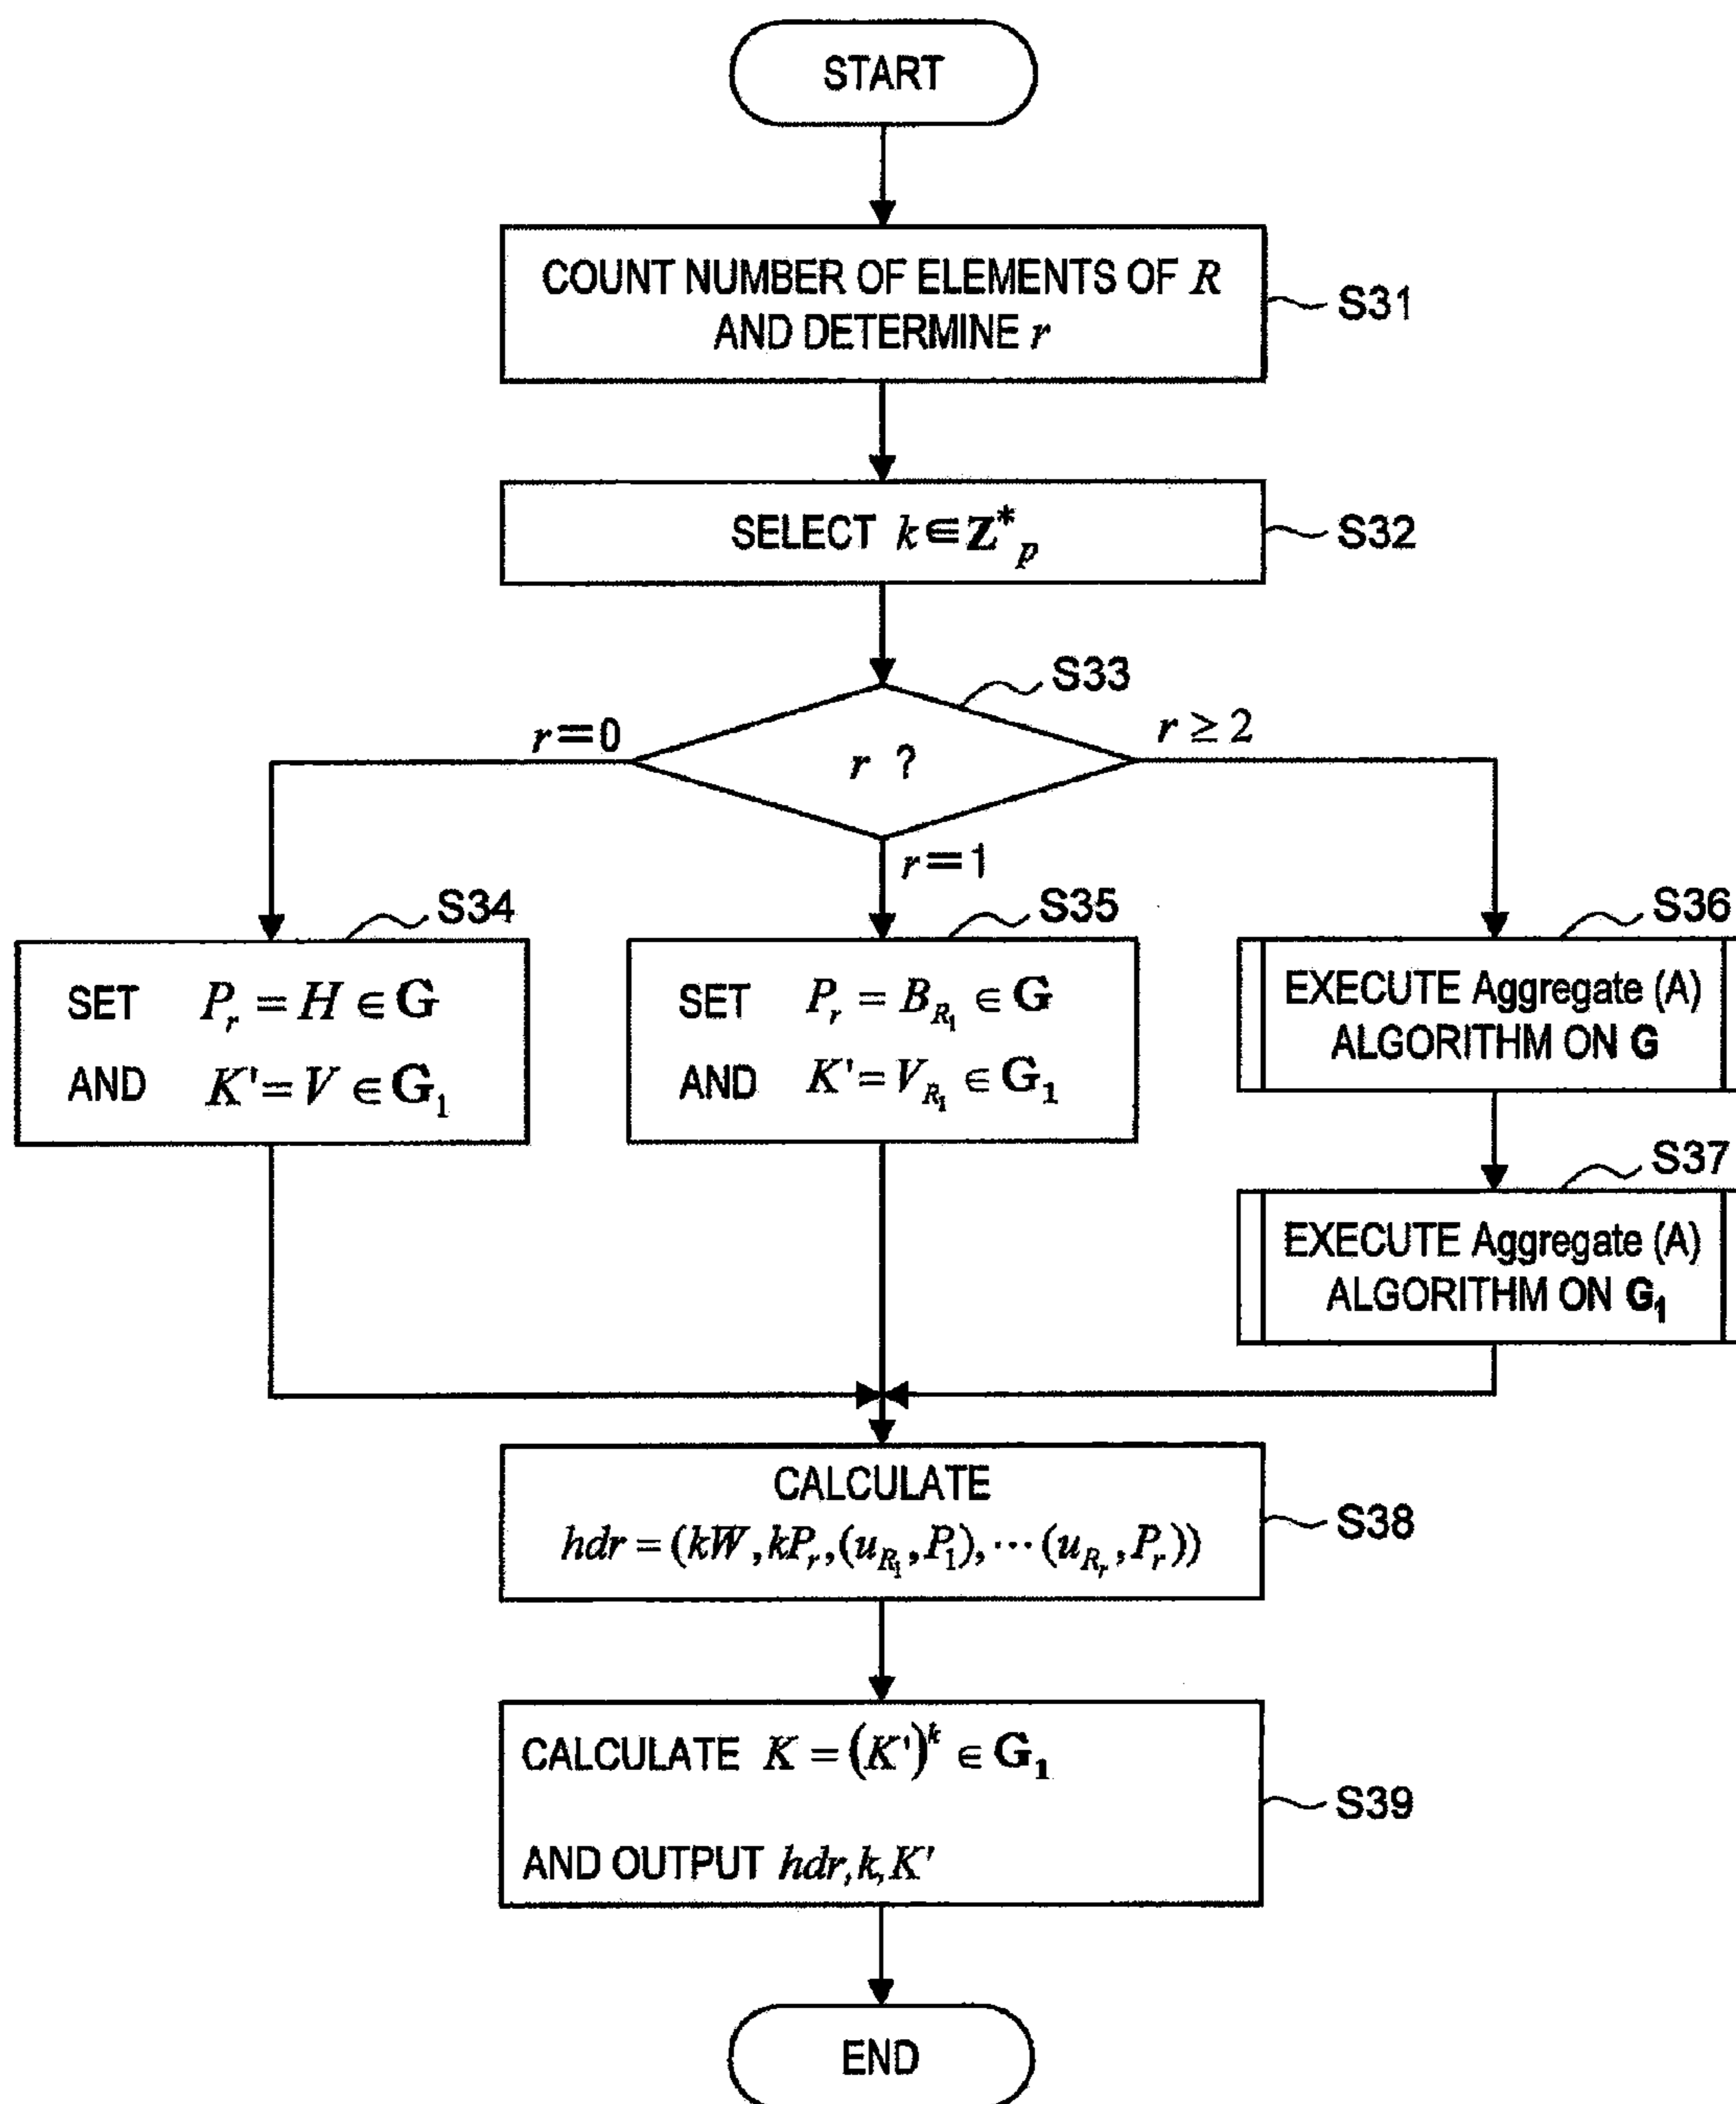 START
COUNT NUMBER OF ELEMENTS OF R
AND DETERMINE r
S31
SELECT k∈Z*p
S32
S33
r=0
r ?
r ≥ 2
r=1
S34
SET Pr = H ∈ G
AND K'= V ∈ G1
S35
SET Pr = BR1 ∈ G
AND K'= VR1 ∈ G1
S36
EXECUTE Aggregate (A)
ALGORITHM ON G
S37
EXECUTE Aggregate (A)
ALGORITHM ON G1
CALCULATE
hdr = (kW, kPr, (uR1, P1), ⋯ (uRr, Pr))
S38
CALCULATE K = (K')^k ∈ G1
AND OUTPUT hdr, k, K'
S39
END